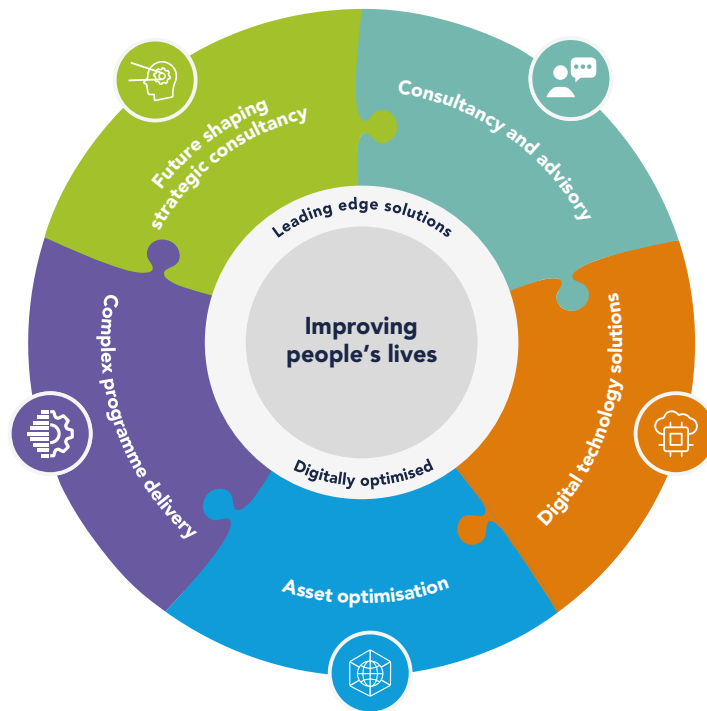 Future shaping
strategic consultancy
Consultancy and advisory
Leading edge solutions
Improving
people's lives
Digitally optimised
Complex programme delivery
Digital technology solutions
Asset optimisation